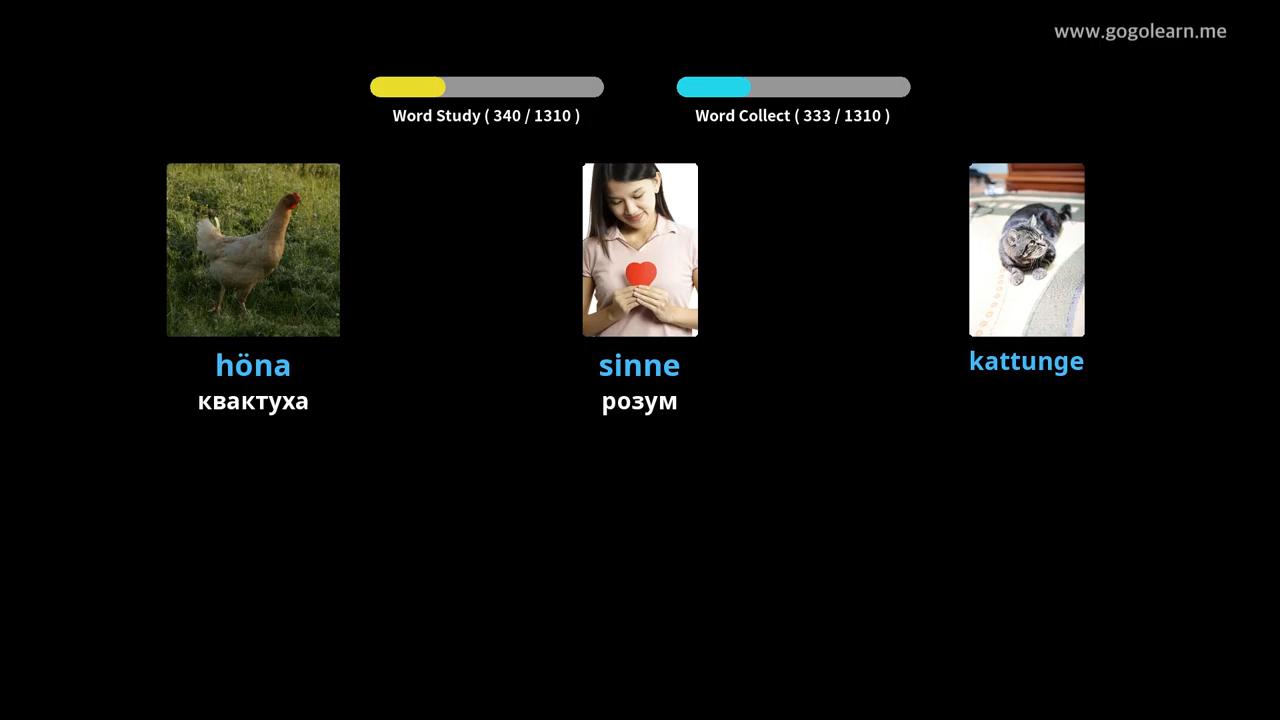 www.gogolearn.me
Word Study ( 340 / 1310 )
Word Collect ( 333 / 1310 )
höna
sinne
kattunge
квактуха
розум